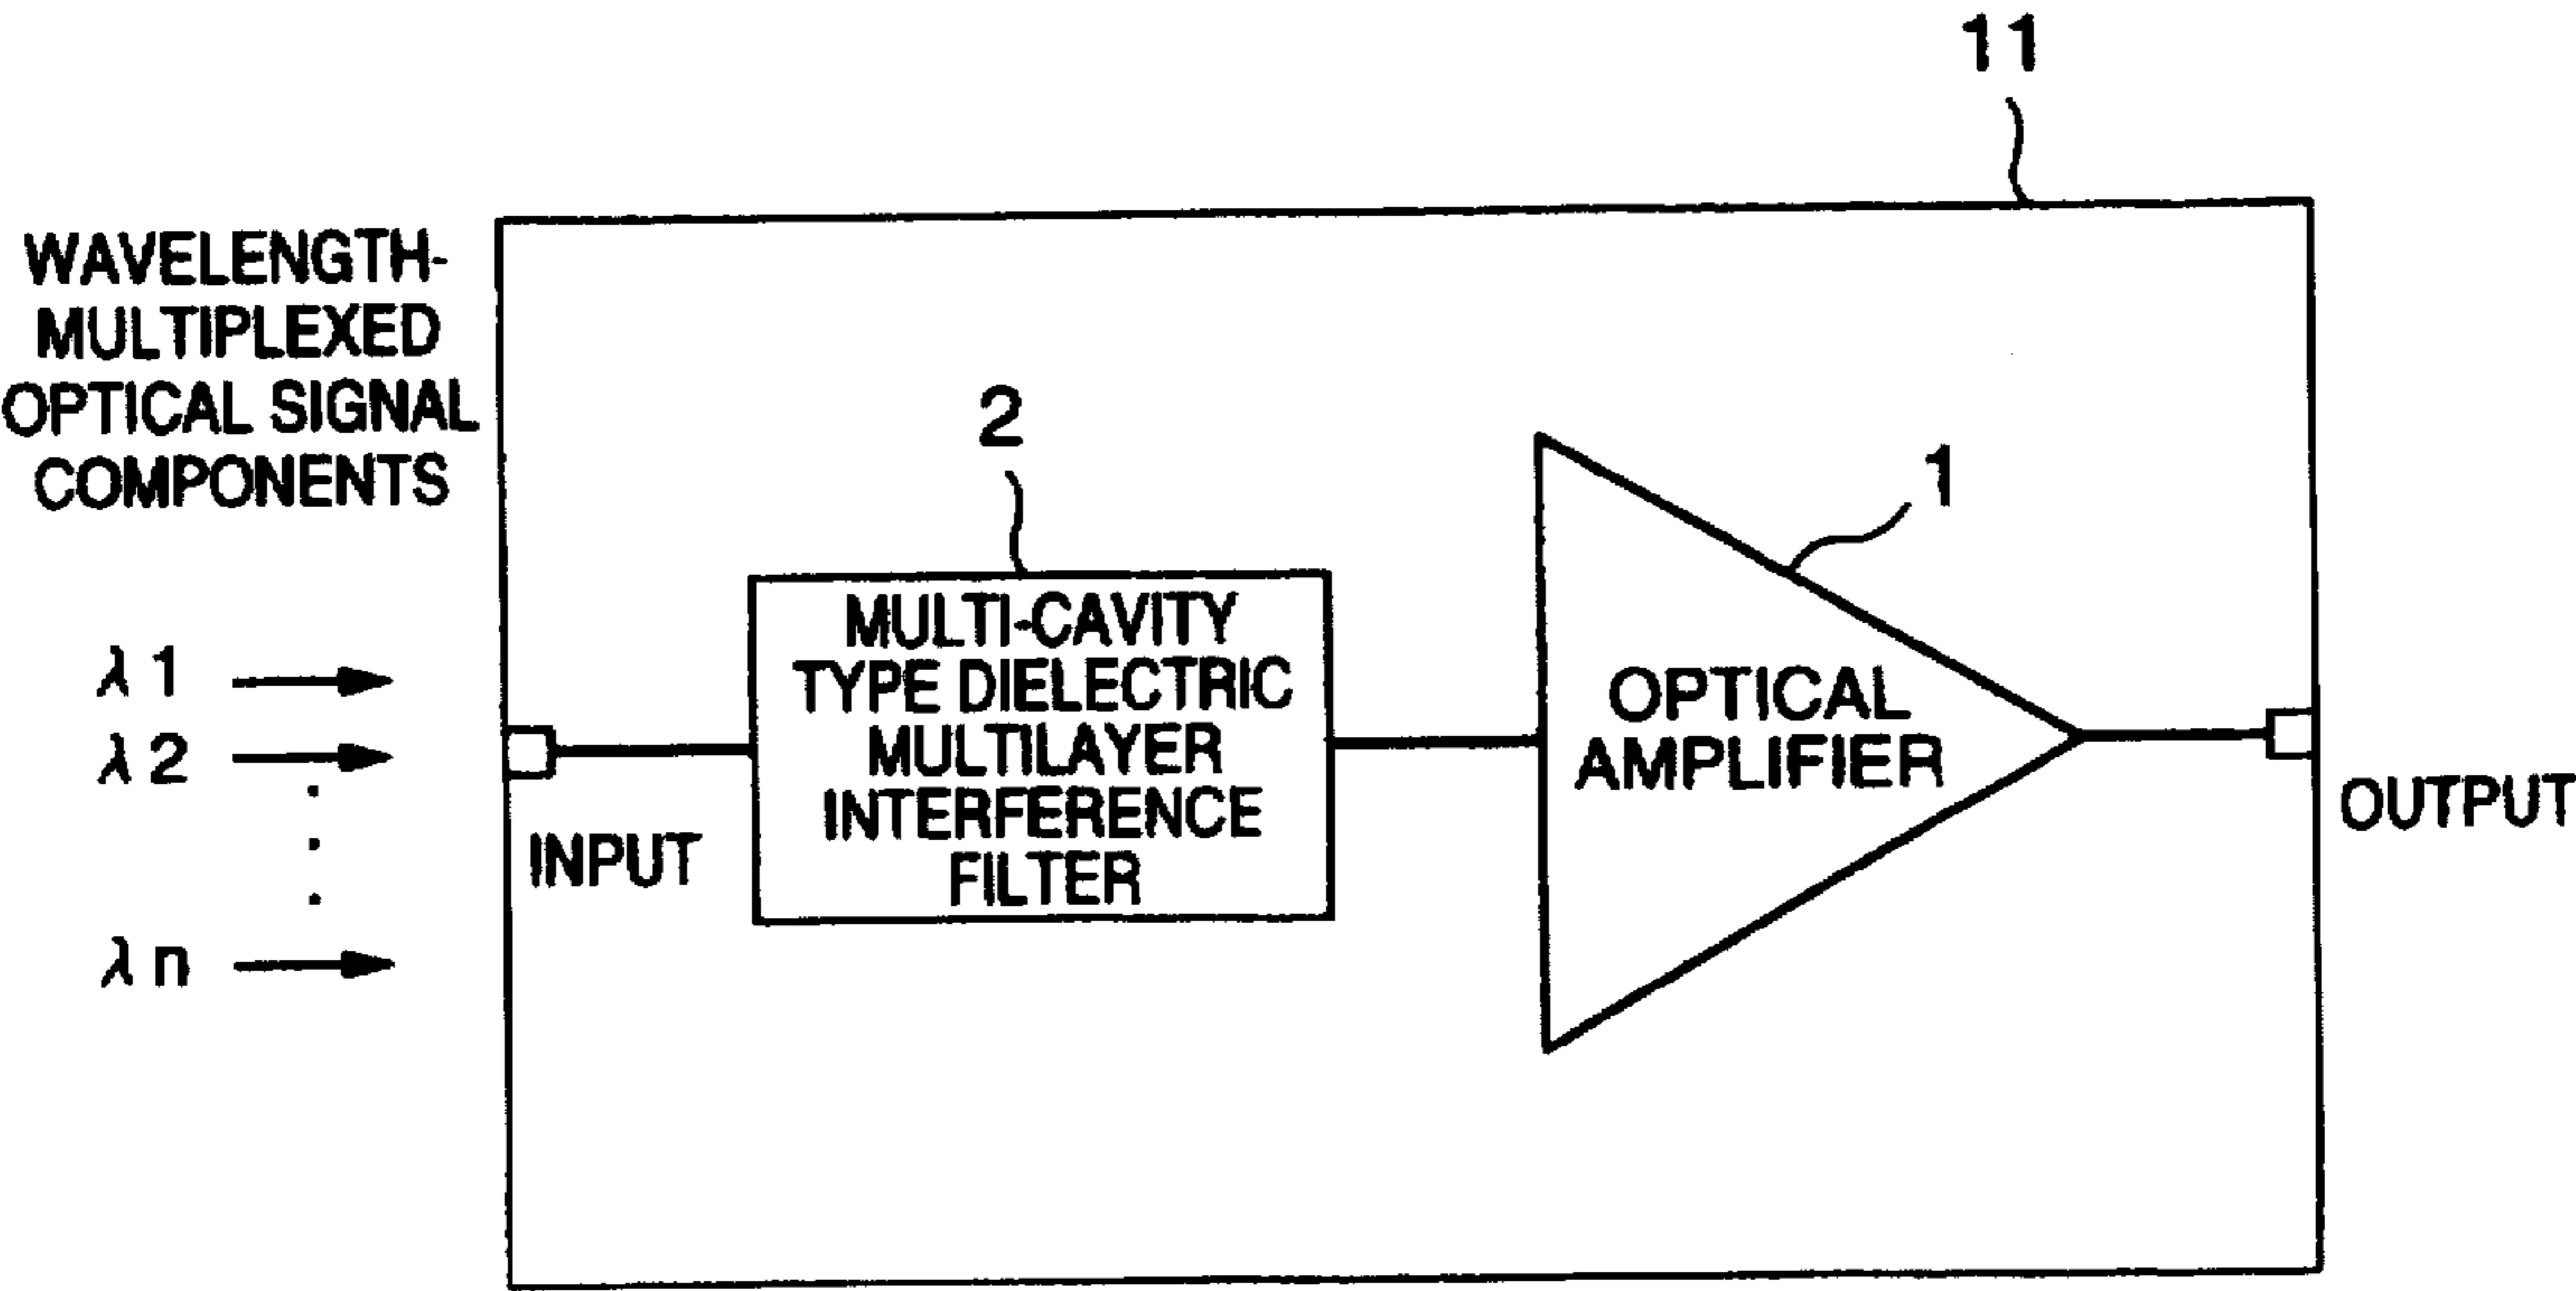 11
WAVELENGTH-
MULTIPLEXED
OPTICAL SIGNAL
COMPONENTS
2
1
MULTI-CAVITY
TYPE DIELECTRIC
MULTILAYER
INTERFERENCE
FILTER
OPTICAL
AMPLIFIER
λ1
λ2
λn
INPUT
OUTPUT